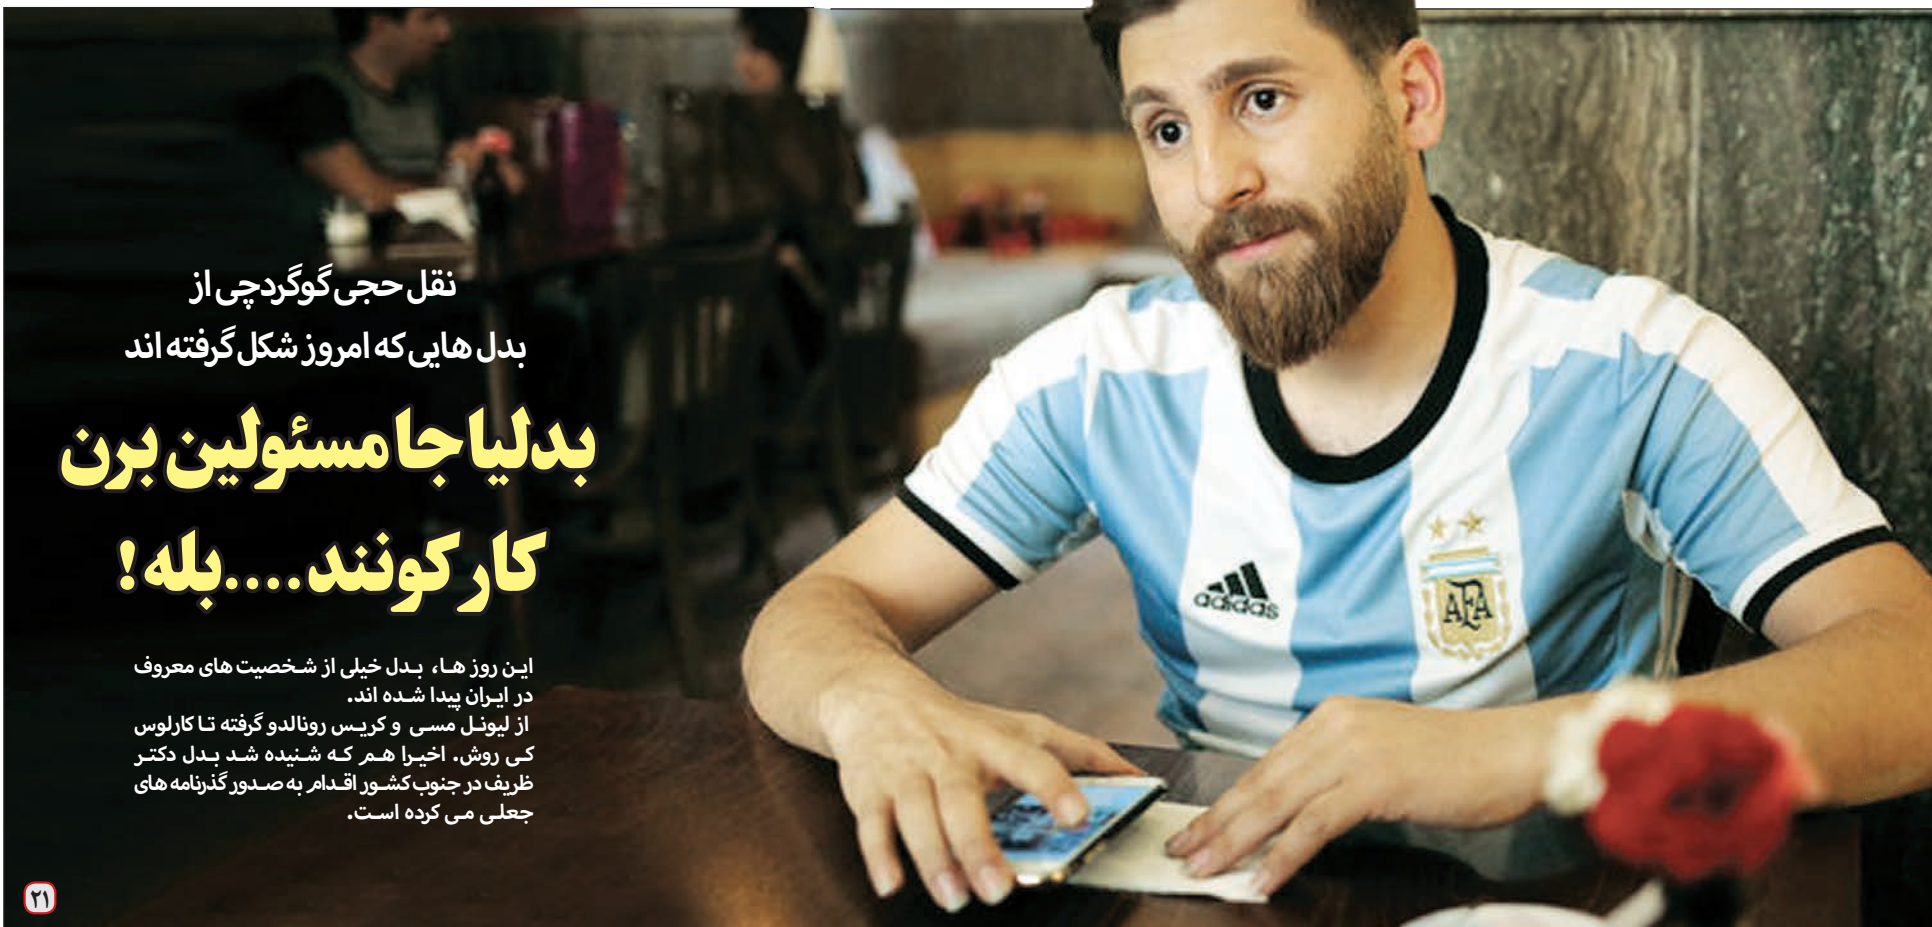 نقل حجی گوگردچی از
بدل هایی که امروز شکل گرفته اند
بدلیا جا مسئولین برن
کار کونند....بله!
این روز ها، بدل خیلی از شخصیت های معروف
در ایران پیدا شده اند.
از لیونل مسی و کریس رونالدو گرفته تا کارلوس
کی روش. اخیرا هم که شنیده شد بدل دکتر
ظریف در جنوب کشور اقدام به صدور گذرنامه های
جعلی می کرده است.
۲۱
adidas
AFA